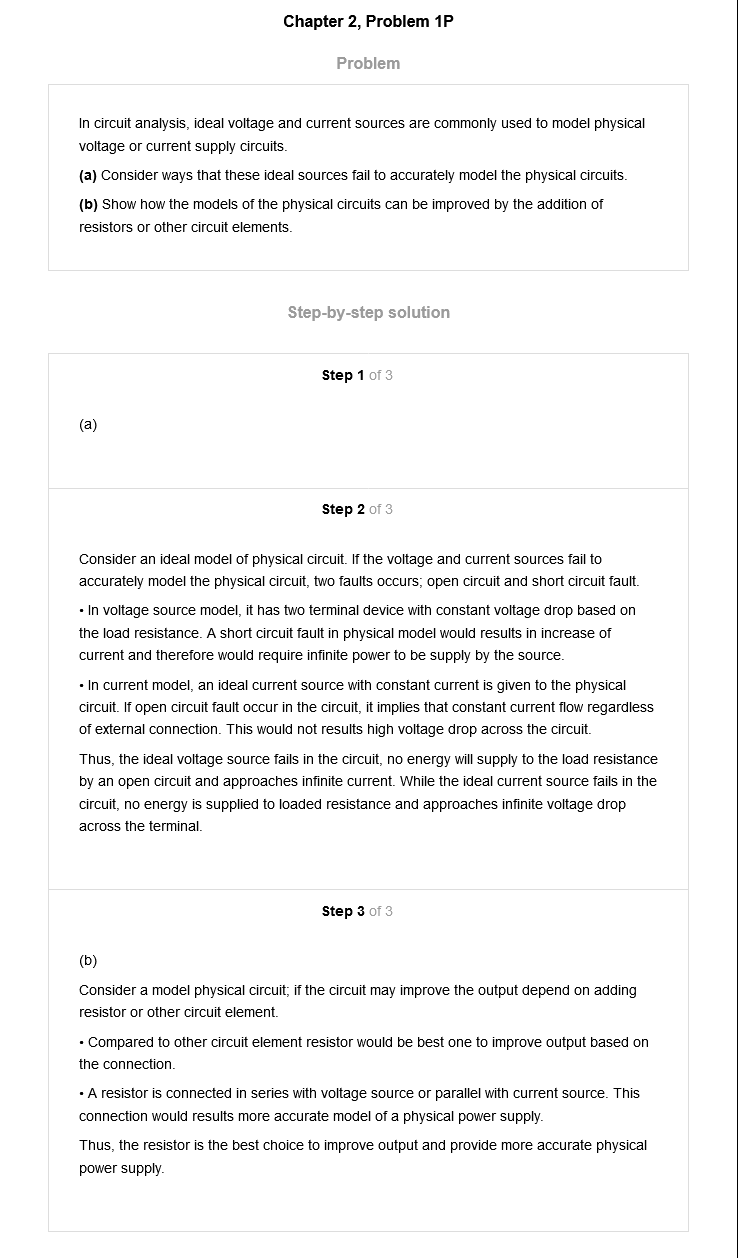 Chapter 2, Problem 1P
Problem
In circuit analysis, ideal voltage and current sources are commonly used to model physical
voltage or current supply circuits.
(a) Consider ways that these ideal sources fail to accurately model the physical circuits.
(b) Show how the models of the physical circuits can be improved by the addition of
resistors or other circuit elements.
Step-by-step solution
Step 1 of 3
(a)
Step 2 of 3
Consider an ideal model of physical circuit. If the voltage and current sources fail to
accurately model the physical circuit, two faults occurs; open circuit and short circuit fault.
• In voltage source model, it has two terminal device with constant voltage drop based on
the load resistance. A short circuit fault in physical model would results in increase of
current and therefore would require infinite power to be supply by the source.
• In current model, an ideal current source with constant current is given to the physical
circuit. If open circuit fault occur in the circuit, it implies that constant current flow regardless
of external connection. This would not results high voltage drop across the circuit.
Thus, the ideal voltage source fails in the circuit, no energy will supply to the load resistance
by an open circuit and approaches infinite current. While the ideal current source fails in the
circuit, no energy is supplied to loaded resistance and approaches infinite voltage drop
across the terminal.
Step 3 of 3
(b)
Consider a model physical circuit; if the circuit may improve the output depend on adding
resistor or other circuit element.
• Compared to other circuit element resistor would be best one to improve output based on
the connection.
• A resistor is connected in series with voltage source or parallel with current source. This
connection would results more accurate model of a physical power supply.
Thus, the resistor is the best choice to improve output and provide more accurate physical
power supply.